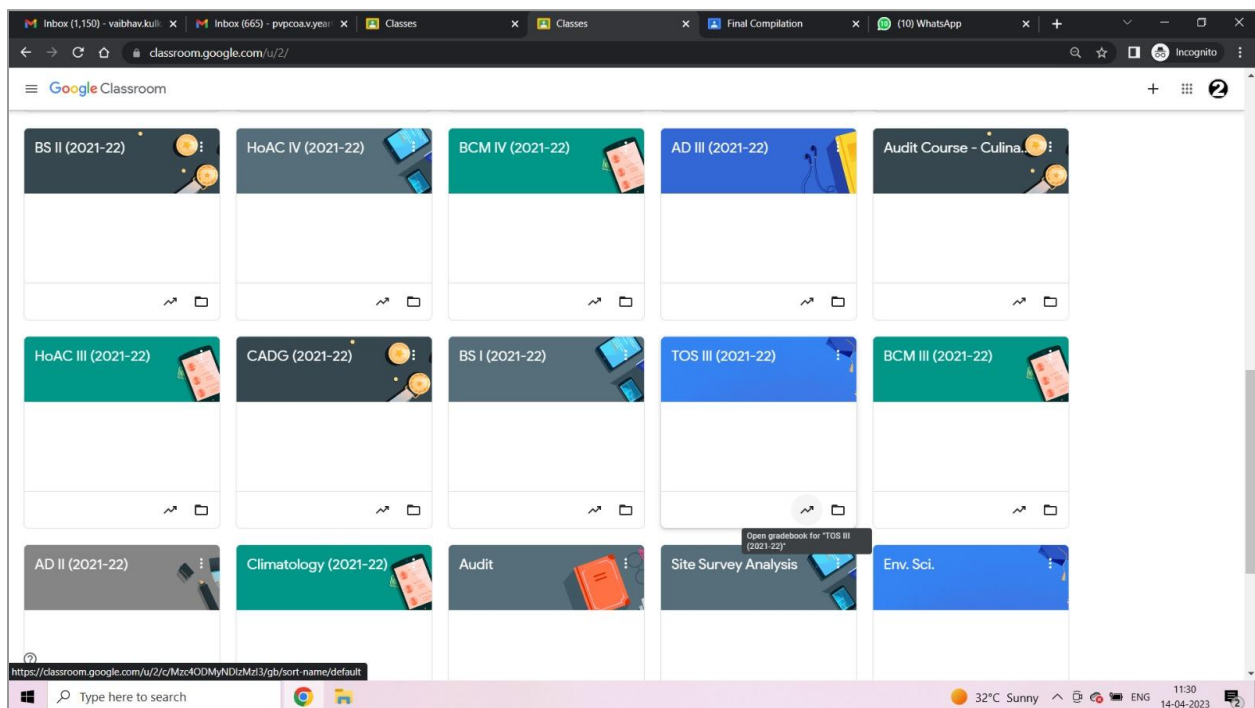 Inbox (1,150) - vaibhav.kulk
Inbox (665) - pvpcoa.v.year
Classes
Classes
Final Compilation
(10) WhatsApp
classroom.google.com/u/2/
Incognito
Google Classroom
2
BS II (2021-22)
HoAC IV (2021-22)
BCM IV (2021-22)
AD III (2021-22)
Audit Course - Culina...
HoAC III (2021-22)
CADG (2021-22)
BS I (2021-22)
TOS III (2021-22)
BCM III (2021-22)
Open gradebook for "TOS III
(2021-22)"
AD II (2021-22)
Climatology (2021-22)
Audit
Site Survey Analysis
Env. Sci.
https://classroom.google.com/u/2/c/Mzc4ODMyNDIzMzI3/gb/sort-name/default
Type here to search
32°C Sunny
ENG
11:30
14-04-2023
2